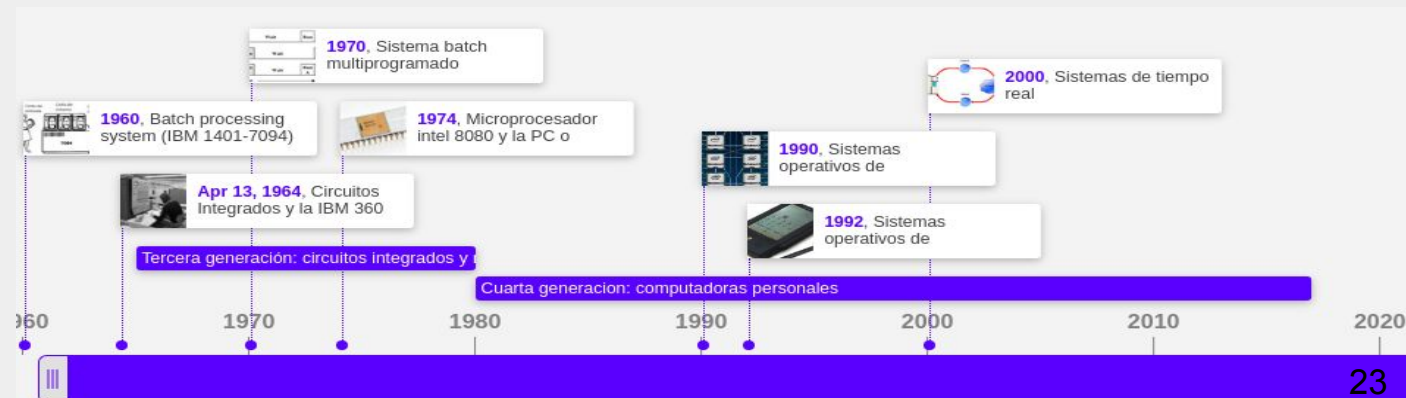 1970, Sistema batch
multiprogramado
2000, Sistemas de tiempo
real
1960, Batch processing
system (IBM 1401-7094)
1974, Microprocesador
intel 8080 y la PC o
1990, Sistemas
operativos de
Apr 13, 1964, Circuitos
Integrados y la IBM 360
1992, Sistemas
operativos de
Tercera generación: circuitos integrados y
Cuarta generacion: computadoras personales
960 1970 1980 1990 2000 2010 2020
23